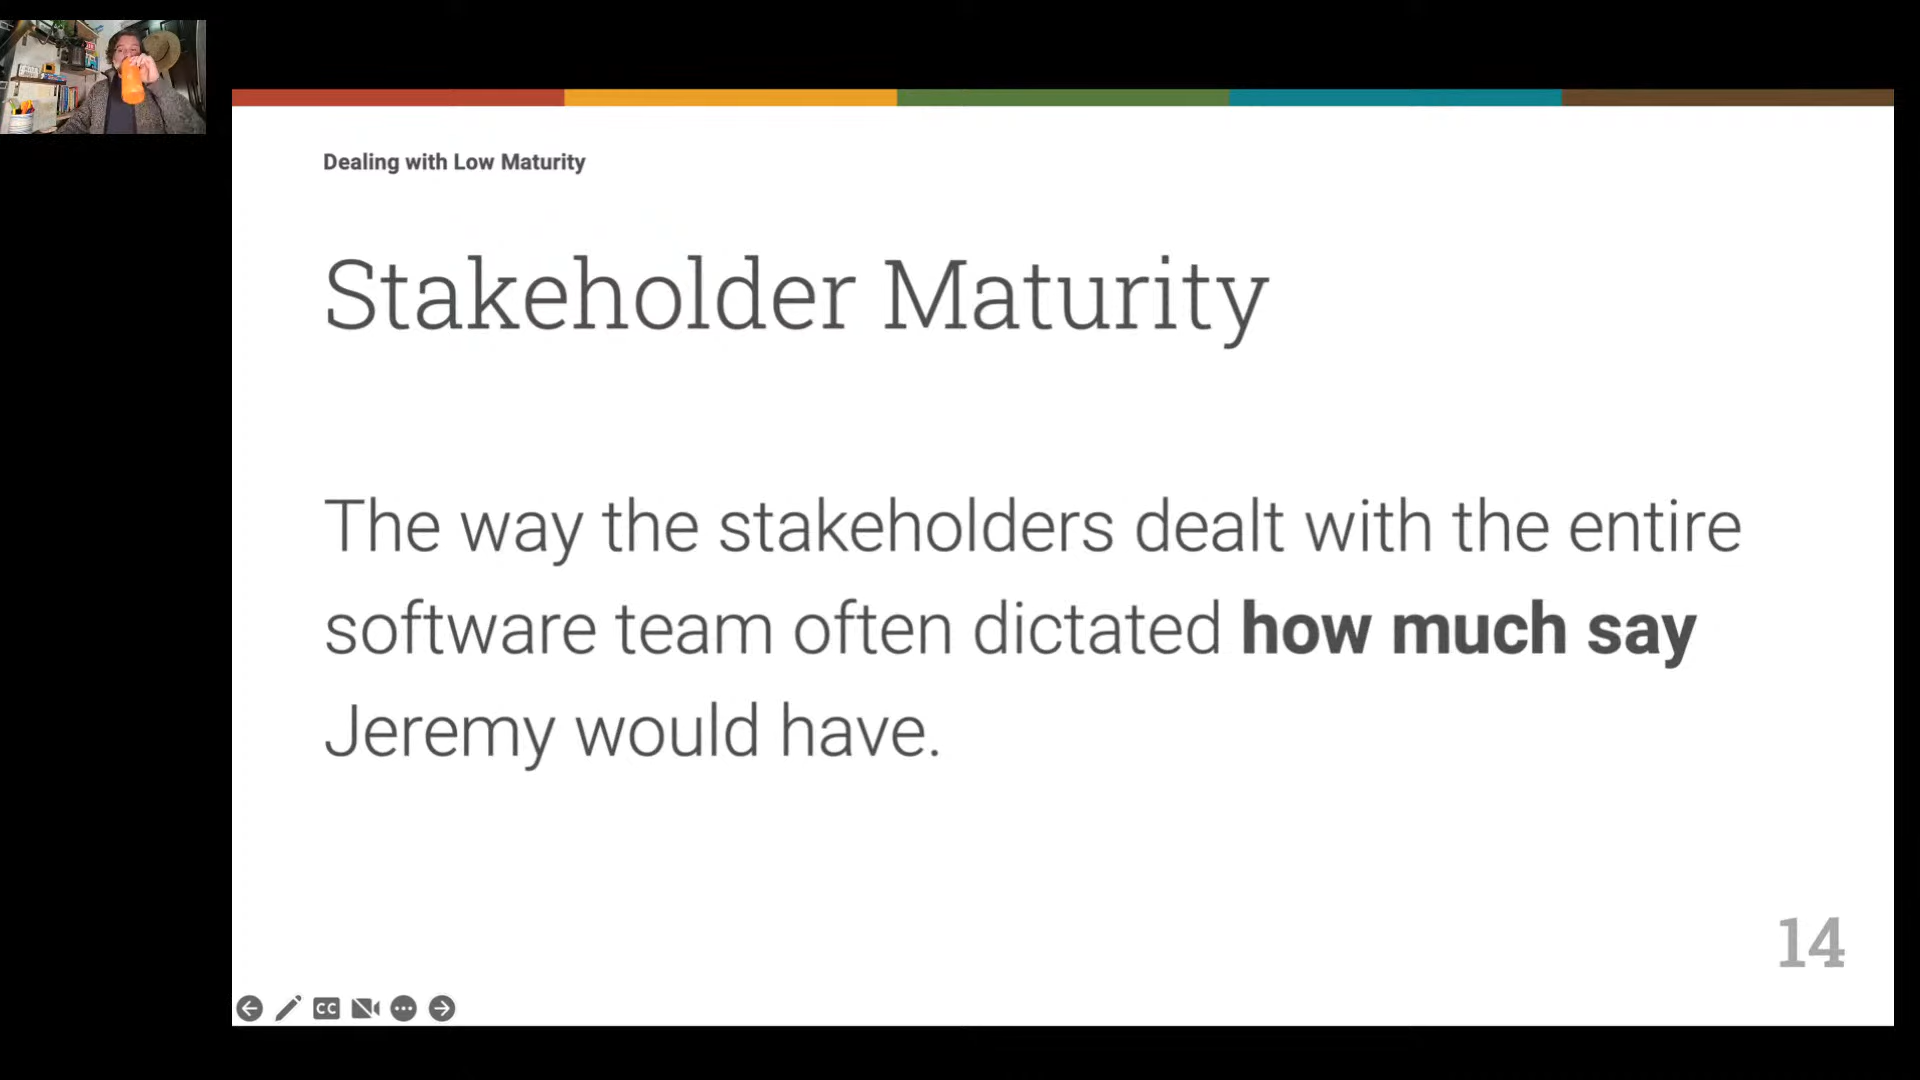 Dealing with Low Maturity
Stakeholder Maturity
The way the stakeholders dealt with the entire
software team often dictated how much say
Jeremy would have.
14
CC